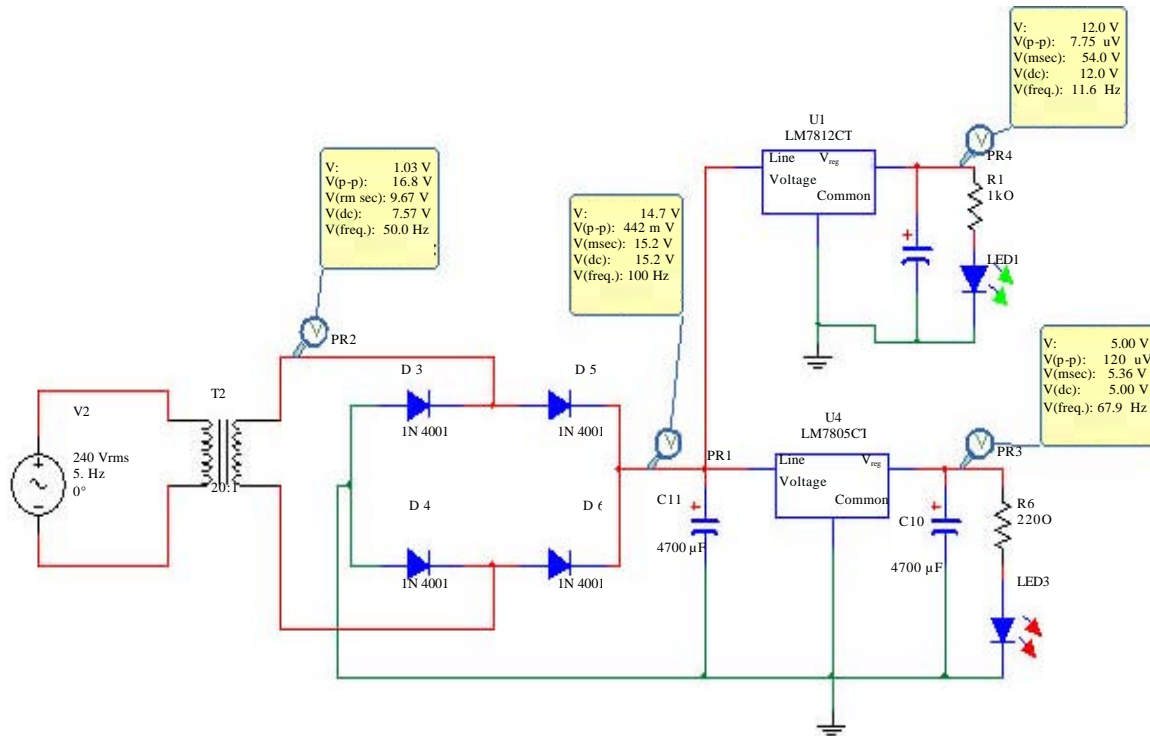 V: 12.0 V
V(p-p): 7.75 uV
V(msec): 54.0 V
V(dc): 12.0 V
V(freq.): 11.6 Hz
U1
LM7812CT
Line Vreg
Voltage
Common
V
PR4
R1
1kO
LED1
V: 1.03 V
V(p-p): 16.8 V
V(rm sec): 9.67 V
V(dc): 7.57 V
V(freq.): 50.0 Hz
V: 14.7 V
V(p-p): 442 m V
V(msec): 15.2 V
V(dc): 15.2 V
V(freq.): 100 Hz
V
PR2
V: 5.00 V
V(p-p): 120 uV
V(msec): 5.36 V
V(dc): 5.00 V
V(freq.): 67.9 Hz
V2
240 Vrms
5. Hz
0°
T2
20:1
D 3
1N 4001
D 5
1N 4001
D 4
1N 4001
D 6
1N 4001
V
PR1
C11
4700 µF
U4
LM7805CT
Line Vreg
Voltage
Common
V
PR3
C10
4700 µF
R6
220O
LED3